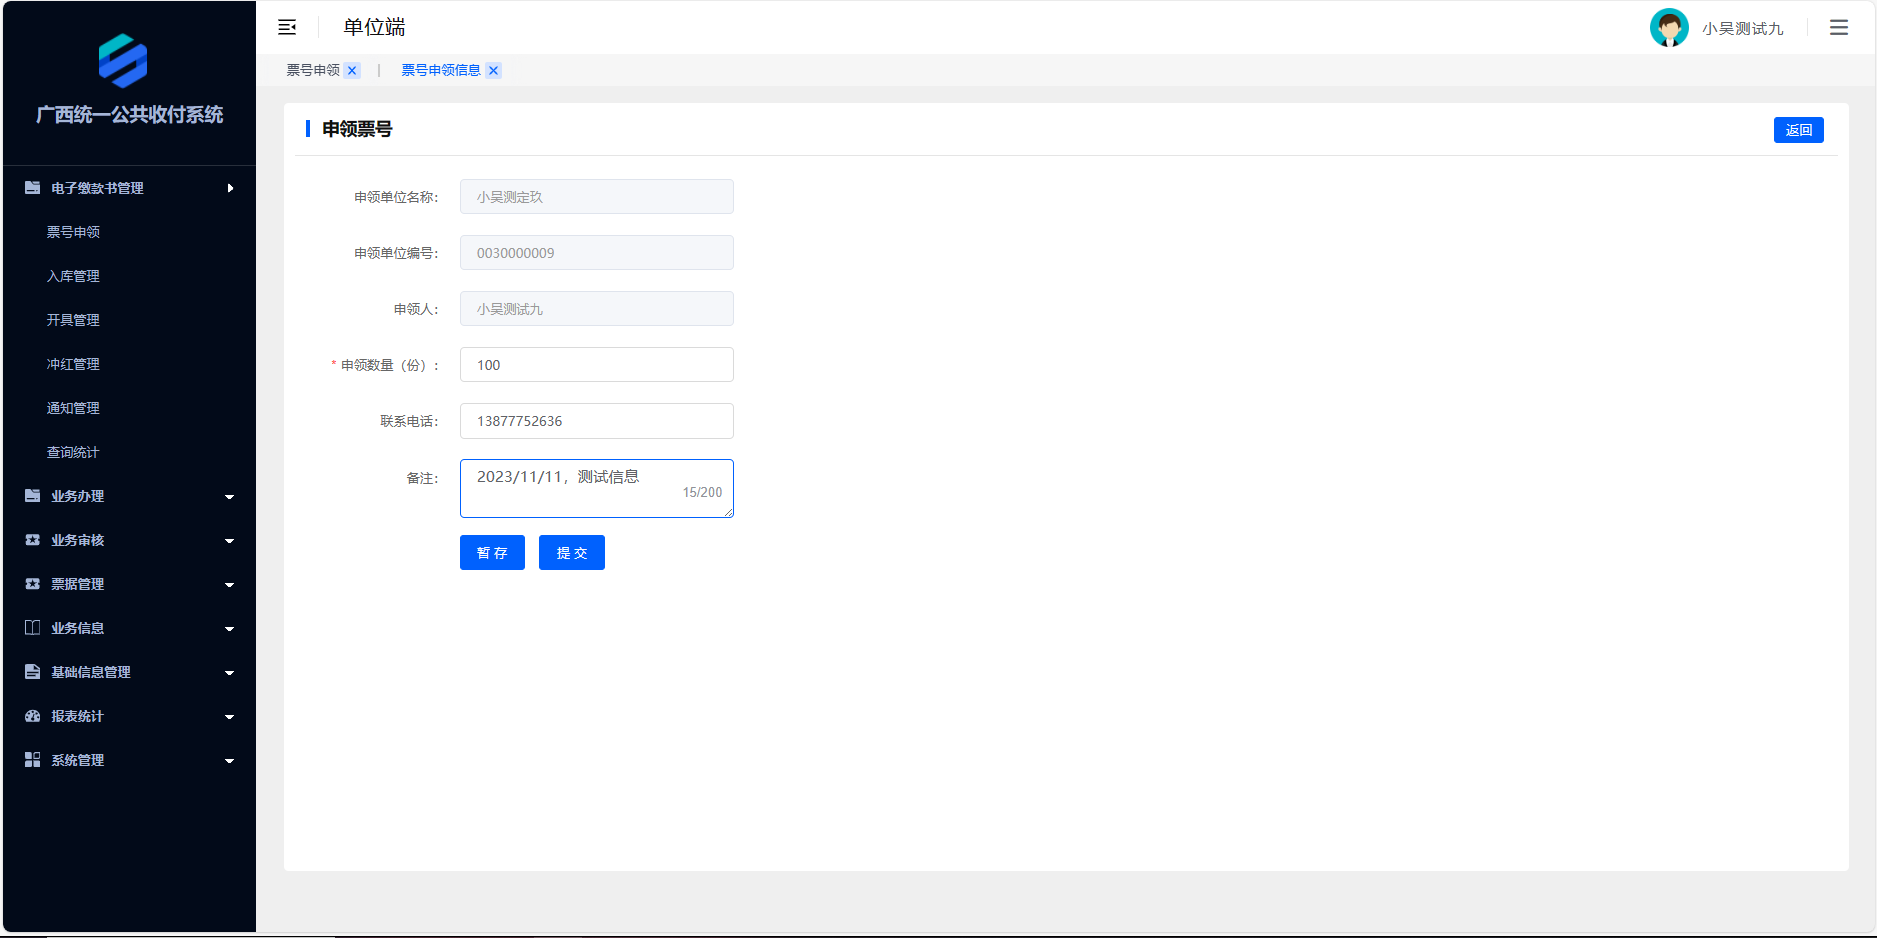 单位端
小吴测试九
广西统一公共收付系统
票号申领
票号申领信息
电子缴款书管理
票号申领
入库管理
开具管理
冲红管理
通知管理
查询统计
业务办理
业务审核
票据管理
业务信息
基础信息管理
报表统计
系统管理
申领票号
返回
申领单位名称： 小吴测定玖
申领单位编号： 0030000009
申领人： 小吴测试九
* 申领数量（份）： 100
联系电话： 13877752636
备注： 2023/11/11，测试信息
15/200
暂 存 提 交